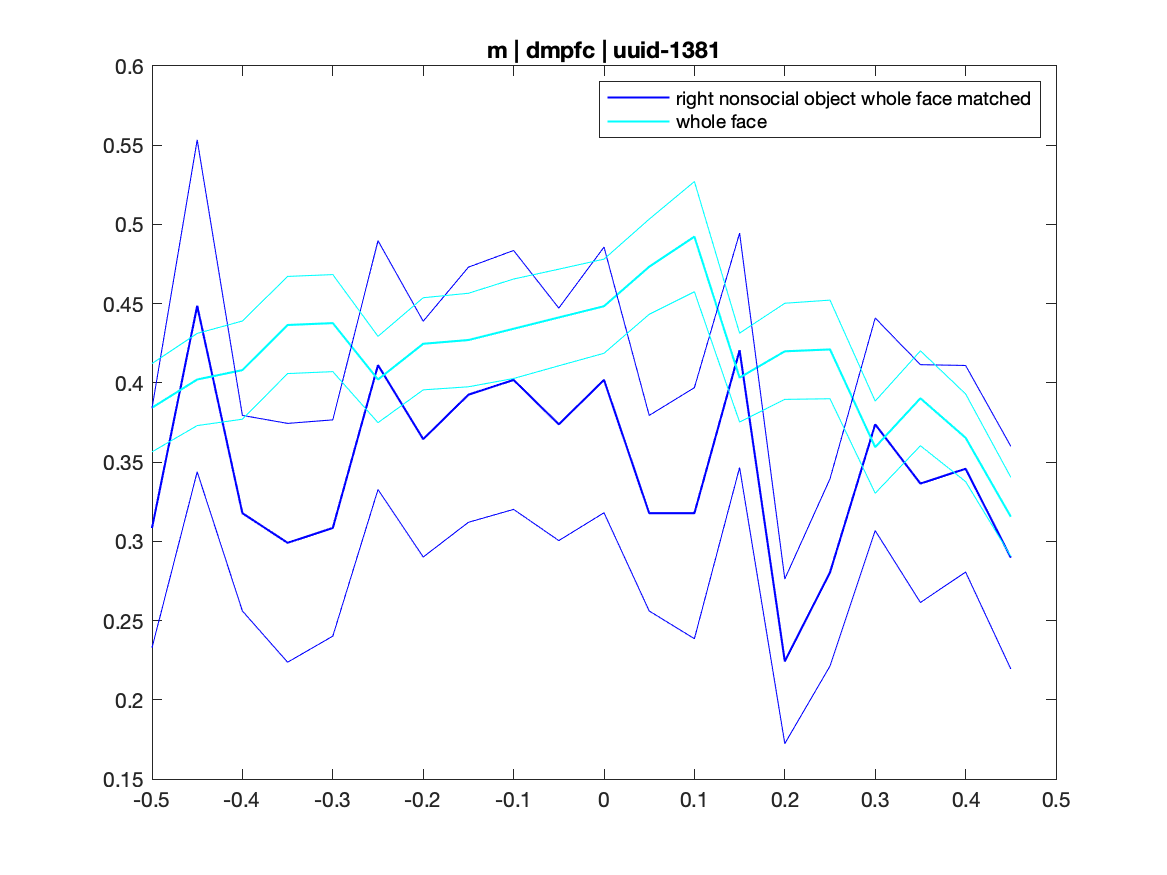 m | dmpfc | uuid-1381
right nonsocial object whole face matched
whole face
0.6
0.55
0.5
0.45
0.4
0.35
0.3
0.25
0.2
0.15
-0.5 -0.4 -0.3 -0.2 -0.1 0 0.1 0.2 0.3 0.4 0.5